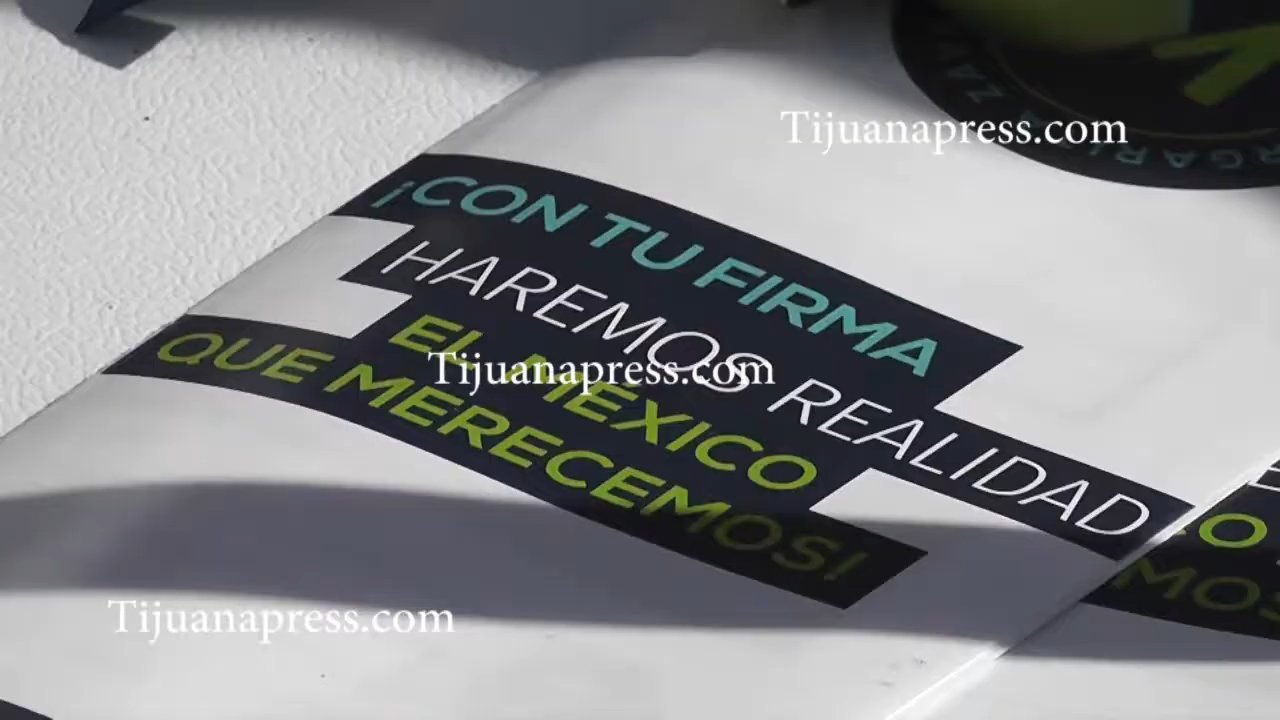 Tijuanapress.com
¡CON TU FIRMA
HAREMOS REALIDAD
EL MÉXICO
QUE MERECEMOS!
Tijuanapress.com
Tijuanapress.com